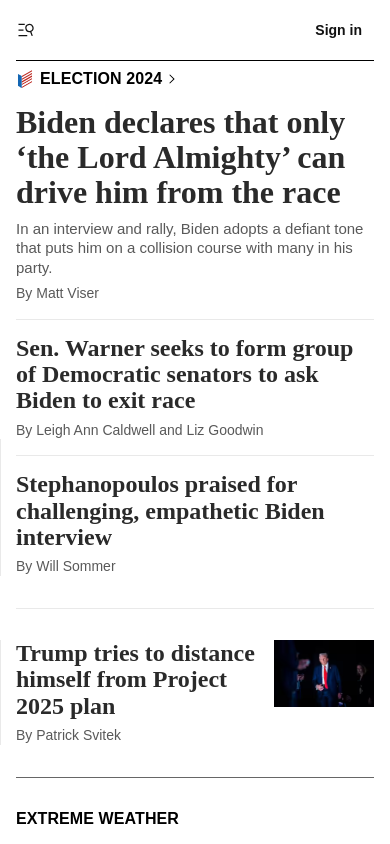 Sign in
ELECTION 2024
Biden declares that only
‘the Lord Almighty’ can
drive him from the race
In an interview and rally, Biden adopts a defiant tone
that puts him on a collision course with many in his
party.
By Matt Viser
Sen. Warner seeks to form group
of Democratic senators to ask
Biden to exit race
By Leigh Ann Caldwell and Liz Goodwin
Stephanopoulos praised for
challenging, empathetic Biden
interview
By Will Sommer
Trump tries to distance
himself from Project
2025 plan
By Patrick Svitek
EXTREME WEATHER